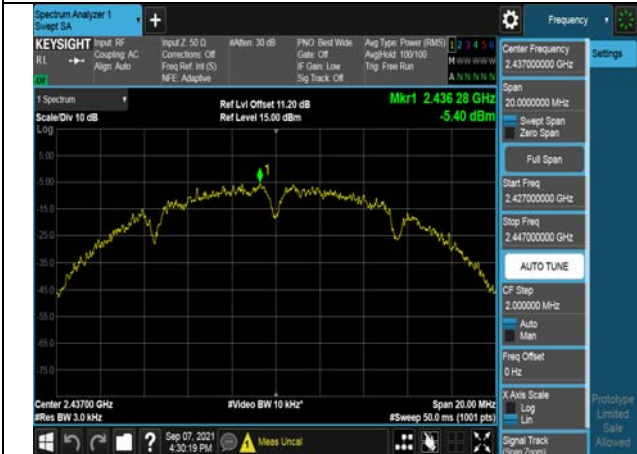 Spectrum Analyzer 1
Swept SA
+
Frequency
KEYSIGHT
RL
Input: RF
Coupling: AC
Align: Auto
Input Z: 50 Ω
Corrections: Off
Freq Ref: Int (S)
NFE: Adaptive
#Atten: 30 dB
PNO: Best Wide
Gate: Off
IF Gain: Low
Sig Track: Off
Avg Type: Power (RMS)
Avg|Hold: 100/100
Trig: Free Run
1 2 3 4 5 6
M W W W W W
A N N N N N
1 Spectrum
Scale/Div 10 dB
Log
Ref Lvl Offset 11.20 dB
Ref Level 15.00 dBm
Mkr1 2.436 28 GHz
-5.40 dBm
1
5.00
-5.00
-15.0
-25.0
-35.0
-45.0
-55.0
-65.0
-75.0
Center 2.43700 GHz
#Res BW 3.0 kHz
#Video BW 10 kHz*
Span 20.00 MHz
#Sweep 50.0 ms (1001 pts)
Center Frequency
2.437000000 GHz
Settings
Span
20.0000000 MHz
Swept Span
Zero Span
Full Span
Start Freq
2.427000000 GHz
Stop Freq
2.447000000 GHz
AUTO TUNE
CF Step
2.000000 MHz
Auto
Man
Freq Offset
0 Hz
X Axis Scale
Log
Lin
Signal Track
(Span Zoom)
Prototype
Limited
Sale
Allowed
?
Sep 07, 2021
4:30:19 PM
Meas Uncal